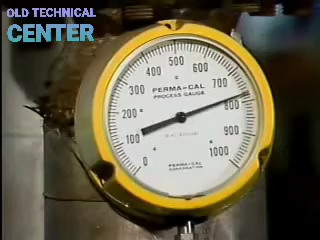 OLD TECHNICAL
CENTER
500
400
600
300
700
PERMA-CAL
PROCESS GAUGE
200
800
100
900
0
1000
PERMA-CAL
CORPORATION